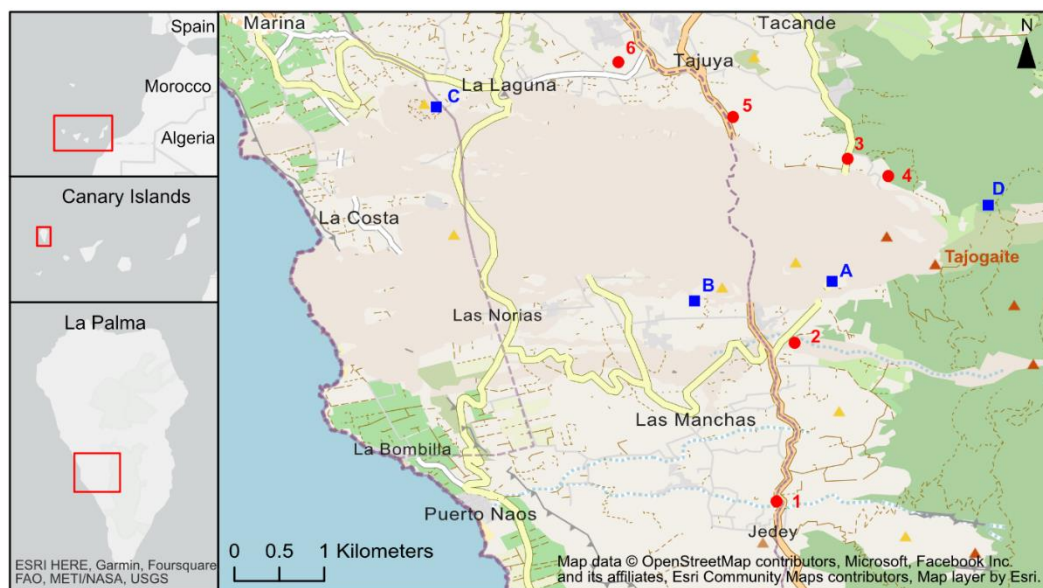 Spain
Morocco
Algeria
Canary Islands
La Palma
ESRI HERE, Garmin, Foursquare
FAO, METI/NASA, USGS
Marina
Tacande
N
6
Tajuya
La Laguna
C
5
3
4
D
La Costa
Tajogaite
A
B
Las Norias
2
Las Manchas
La Bombilla
1
Puerto Naos
Jedey
0 0.5 1 Kilometers
Map data © OpenStreetMap contributors, Microsoft, Facebook Inc.
and its affiliates, Esri Community Maps contributors, Map layer by Esri.